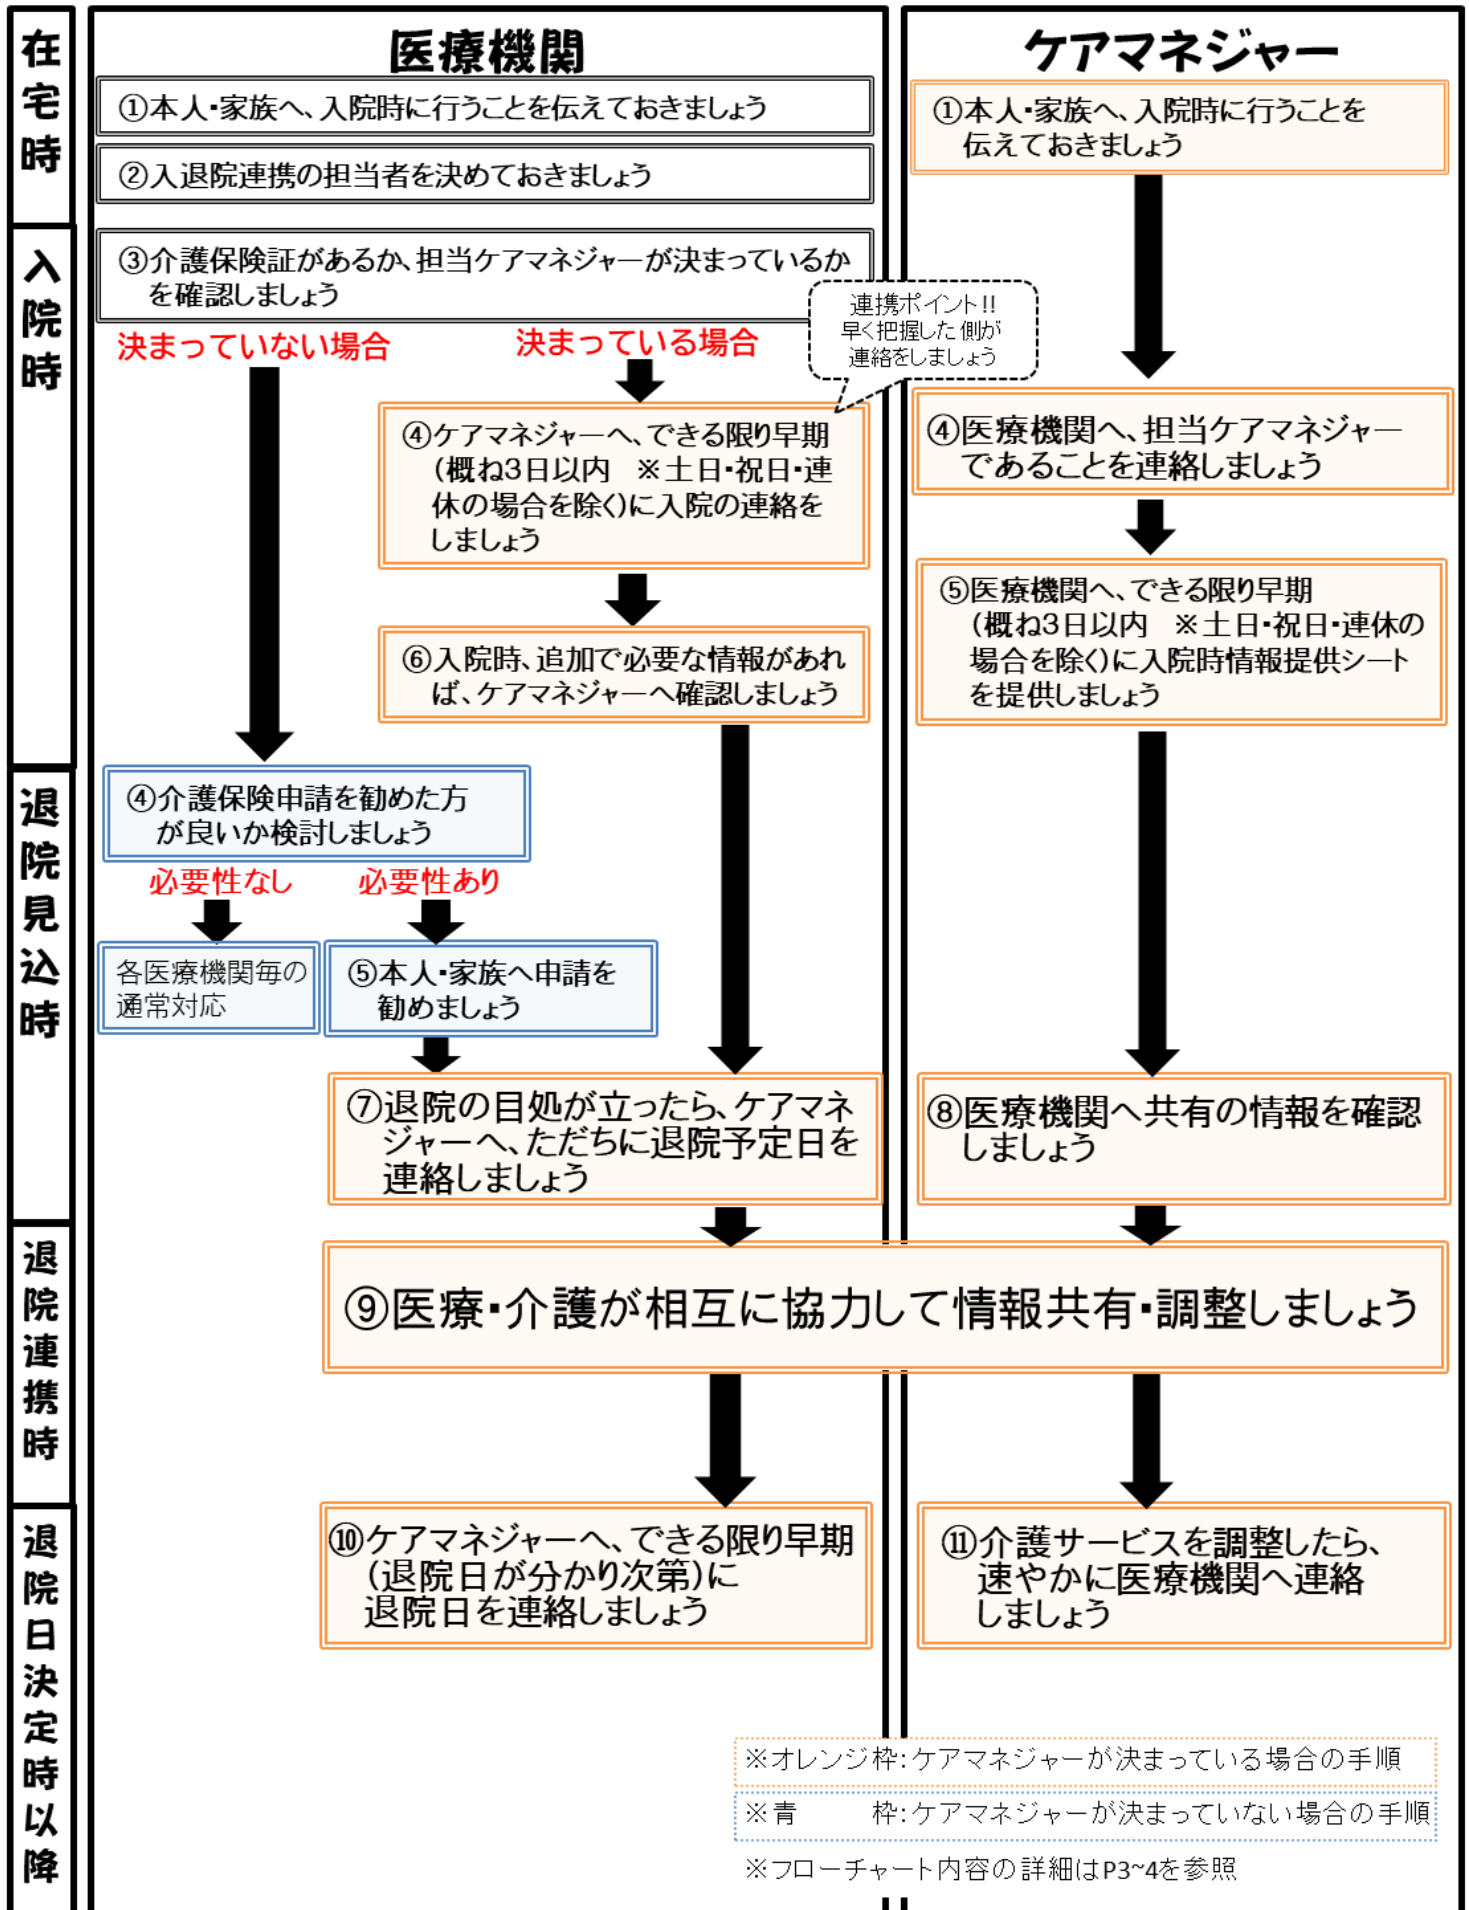 在宅時
医療機関
①本人・家族へ、入院時に行うことを伝えておきましょう
②入退院連携の担当者を決めておきましょう
ケアマネジャー
①本人・家族へ、入院時に行うことを
伝えておきましょう
入院時
③介護保険証があるか、担当ケアマネジャーが決まっているか
を確認しましょう
決まっていない場合
決まっている場合
連携ポイント!!
早く把握した側が
連絡をしましょう
④ケアマネジャーへ、できる限り早期
(概ね3日以内 ※土日・祝日・連
休の場合を除く)に入院の連絡を
しましょう
④医療機関へ、担当ケアマネジャー
であることを連絡しましょう
⑤医療機関へ、できる限り早期
(概ね3日以内 ※土日・祝日・連休の
場合を除く)に入院時情報提供シート
を提供しましょう
⑥入院時、追加で必要な情報があれ
ば、ケアマネジャーへ確認しましょう
退院見込時
④介護保険申請を勧めた方
が良いか検討しましょう
必要性なし
必要性あり
各医療機関毎の
通常対応
⑤本人・家族へ申請を
勧めましょう
⑦退院の目処が立ったら、ケアマネ
ジャーへ、ただちに退院予定日を
連絡しましょう
⑧医療機関へ共有の情報を確認
しましょう
退院連携時
⑨医療・介護が相互に協力して情報共有・調整しましょう
退院日決定時以降
⑩ケアマネジャーへ、できる限り早期
(退院日が分かり次第)に
退院日を連絡しましょう
⑪介護サービスを調整したら、
速やかに医療機関へ連絡
しましょう
※オレンジ枠:ケアマネジャーが決まっている場合の手順
※青 枠:ケアマネジャーが決まっていない場合の手順
※フローチャート内容の詳細はP3~4を参照